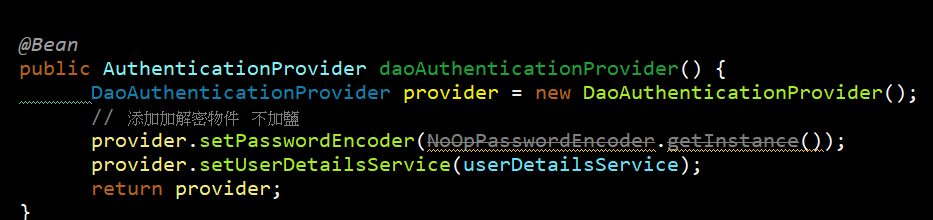 @Bean
public AuthenticationProvider daoAuthenticationProvider() {
DaoAuthenticationProvider provider = new DaoAuthenticationProvider();
// 添加加解密物件 不加鹽
provider.setPasswordEncoder(NoOpPasswordEncoder.getInstance());
provider.setUserDetailsService(userDetailsService);
return provider;
}